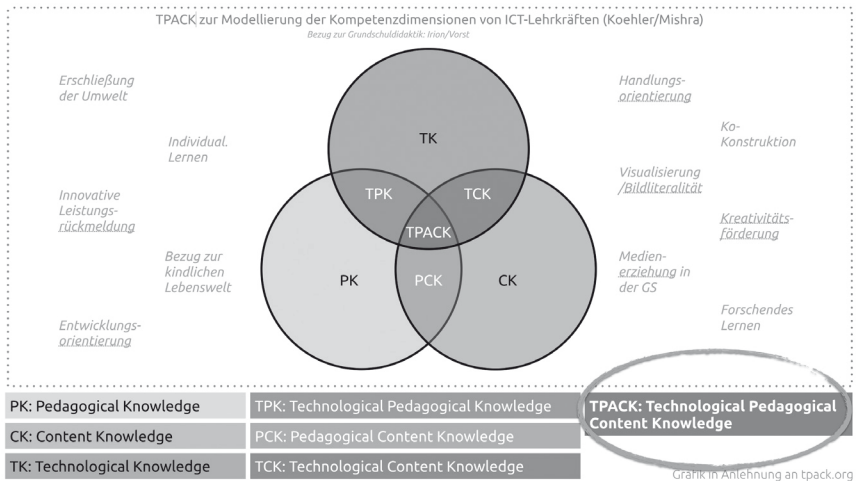 TPACK zur Modellierung der Kompetenzdimensionen von ICT-Lehrkräften (Koehler/Mishra)
Bezug zur Grundschuldidaktik: Irion/Vorst
Erschließung
der Umwelt
Individual.
Lernen
Innovative
Leistungs-
rückmeldung
Bezug zur
kindlichen
Lebenswelt
Entwicklungs-
orientierung
TK
TPK
TCK
TPACK
PK
PCK
CK
Handlungs-
orientierung
Ko-
Konstruktion
Visualisierung
/Bildliteralität
Kreativitäts-
förderung
Medien-
erziehung in
der GS
Forschendes
Lernen
PK: Pedagogical Knowledge
CK: Content Knowledge
TK: Technological Knowledge
TPK: Technological Pedagogical Knowledge
PCK: Pedagogical Content Knowledge
TCK: Technological Content Knowledge
TPACK: Technological Pedagogical
Content Knowledge
Grafik in Anlehnung an tpack.org